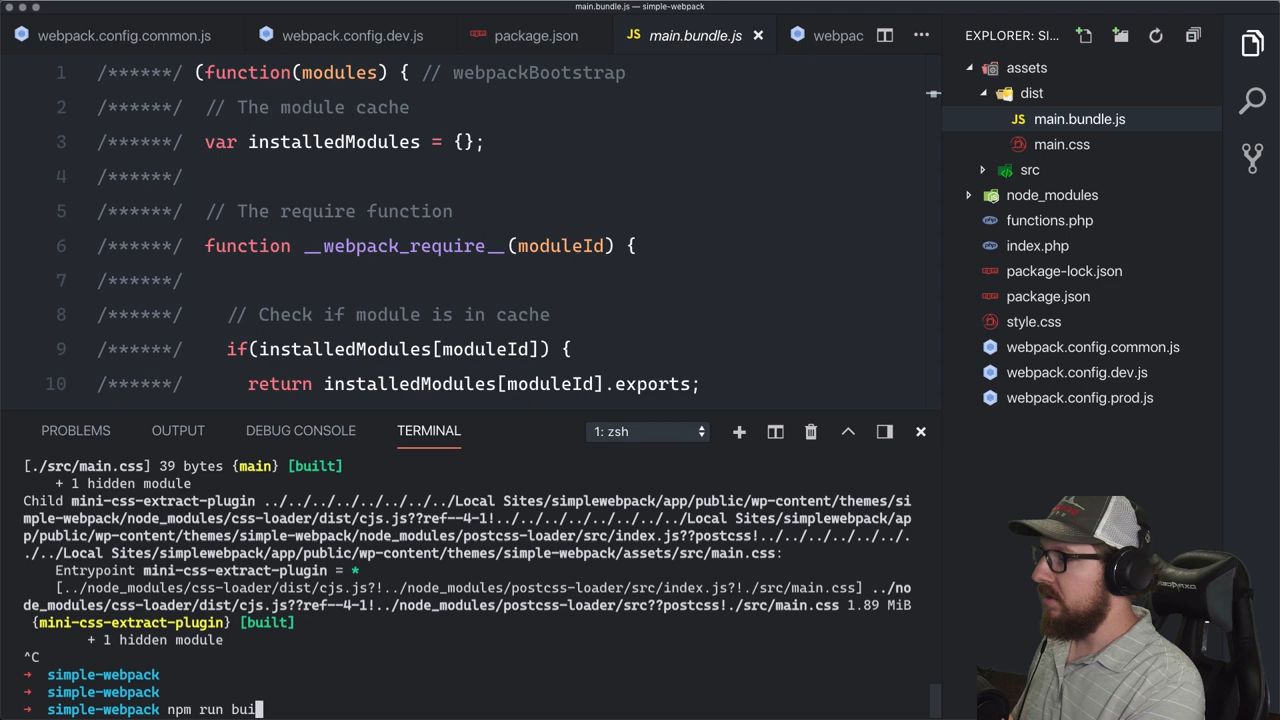 main.bundle.js — simple-webpack
webpack.config.common.js
webpack.config.dev.js
package.json
JS main.bundle.js
webpac
EXPLORER: SI...
1 /******/ (function(modules) { // webpackBootstrap
2 /******/ // The module cache
3 /******/ var installedModules = {};
4 /******/
5 /******/ // The require function
6 /******/ function __webpack_require__(moduleId) {
7 /******/
8 /******/ // Check if module is in cache
9 /******/ if(installedModules[moduleId]) {
10 /******/ return installedModules[moduleId].exports;
assets
dist
JS main.bundle.js
main.css
src
node_modules
functions.php
index.php
package-lock.json
package.json
style.css
webpack.config.common.js
webpack.config.dev.js
webpack.config.prod.js
PROBLEMS OUTPUT DEBUG CONSOLE TERMINAL 1: zsh
[./src/main.css] 39 bytes {main} [built]
+ 1 hidden module
Child mini-css-extract-plugin ../../../../../../../Local Sites/simplewebpack/app/public/wp-content/themes/si
mple-webpack/node_modules/css-loader/dist/cjs.js??ref--4-1!../../../../../../../Local Sites/simplewebpack/ap
p/public/wp-content/themes/simple-webpack/node_modules/postcss-loader/src/index.js??postcss!../../../../../.
./../Local Sites/simplewebpack/app/public/wp-content/themes/simple-webpack/assets/src/main.css:
Entrypoint mini-css-extract-plugin = *
[../node_modules/css-loader/dist/cjs.js?!../node_modules/postcss-loader/src/index.js?!./src/main.css] ../no
de_modules/css-loader/dist/cjs.js??ref--4-1!../node_modules/postcss-loader/src??postcss!./src/main.css 1.89 MiB
{mini-css-extract-plugin} [built]
+ 1 hidden module
^C
→ simple-webpack
→ simple-webpack
→ simple-webpack npm run bui